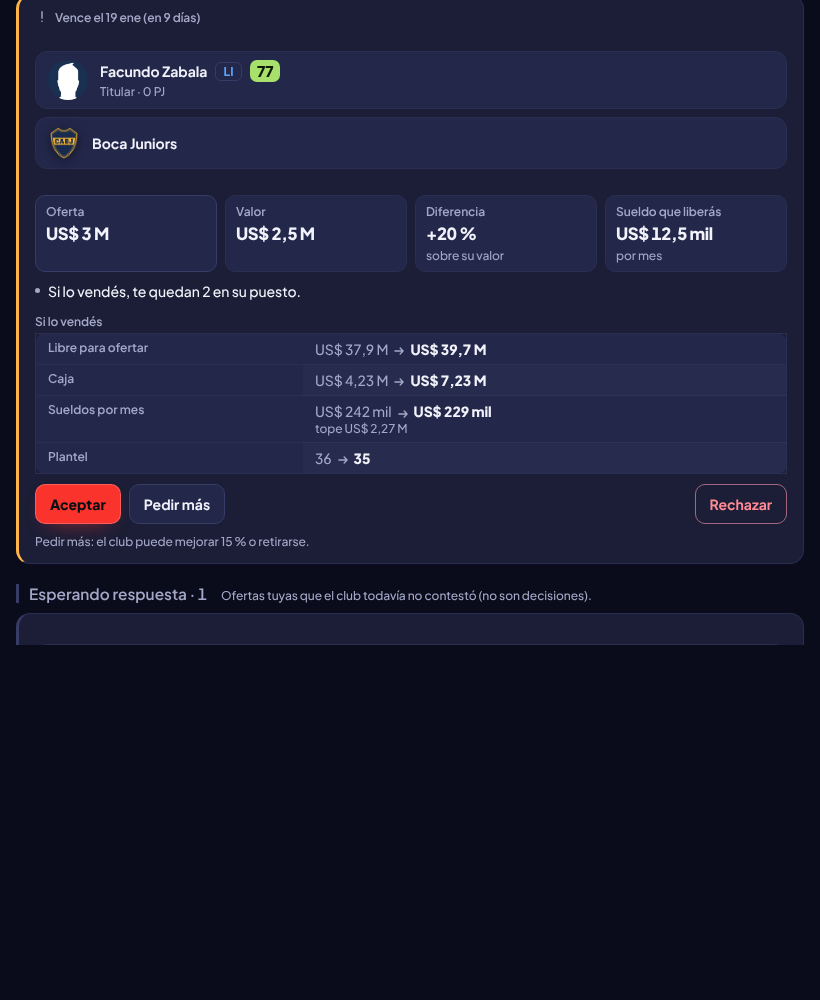 ! Vence el 19 ene (en 9 días)
Facundo Zabala LI 77
Titular · 0 PJ
CABJ
Boca Juniors
Oferta Valor Diferencia Sueldo que liberás
US$ 3 M US$ 2,5 M +20 % US$ 12,5 mil
sobre su valor por mes
Si lo vendés, te quedan 2 en su puesto.
Si lo vendés
Libre para ofertar US$ 37,9 M → US$ 39,7 M
Caja US$ 4,23 M → US$ 7,23 M
Sueldos por mes US$ 242 mil → US$ 229 mil
tope US$ 2,27 M
Plantel 36 → 35
Aceptar Pedir más Rechazar
Pedir más: el club puede mejorar 15 % o retirarse.
Esperando respuesta · 1 Ofertas tuyas que el club todavía no contestó (no son decisiones).